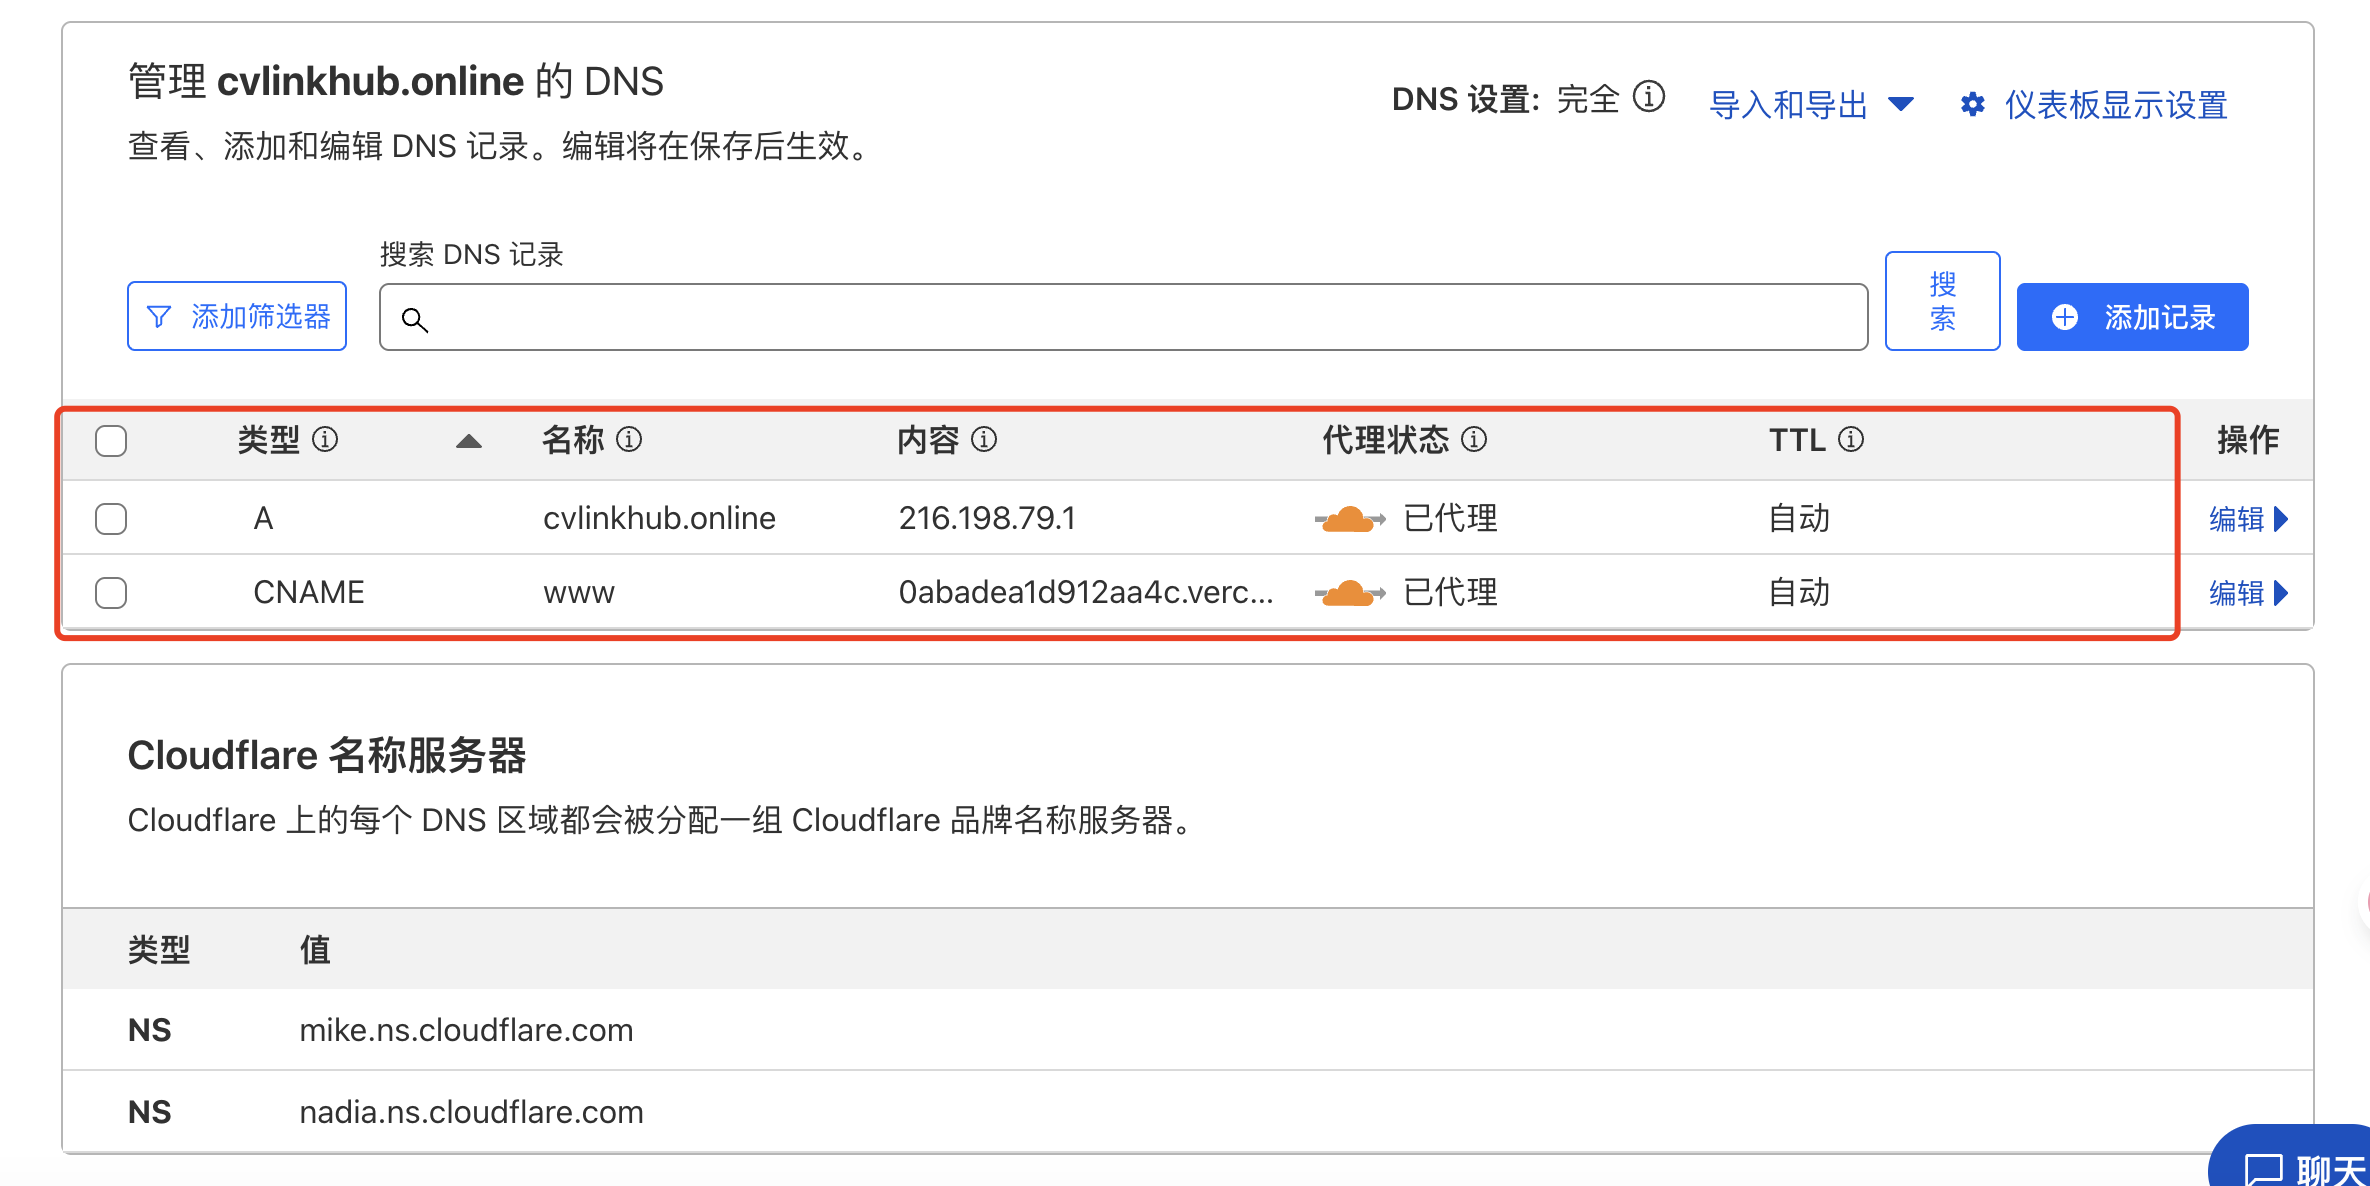 管理 cvlinkhub.online 的 DNS
查看、添加和编辑 DNS 记录。编辑将在保存后生效。
DNS 设置: 完全
导入和导出
仪表板显示设置
搜索 DNS 记录
添加筛选器
搜
索
添加记录
类型 名称 内容 代理状态 TTL 操作
A cvlinkhub.online 216.198.79.1 已代理 自动 编辑
CNAME www 0abadea1d912aa4c.verc... 已代理 自动 编辑
Cloudflare 名称服务器
Cloudflare 上的每个 DNS 区域都会被分配一组 Cloudflare 品牌名称服务器。
类型 值
NS mike.ns.cloudflare.com
NS nadia.ns.cloudflare.com
聊天